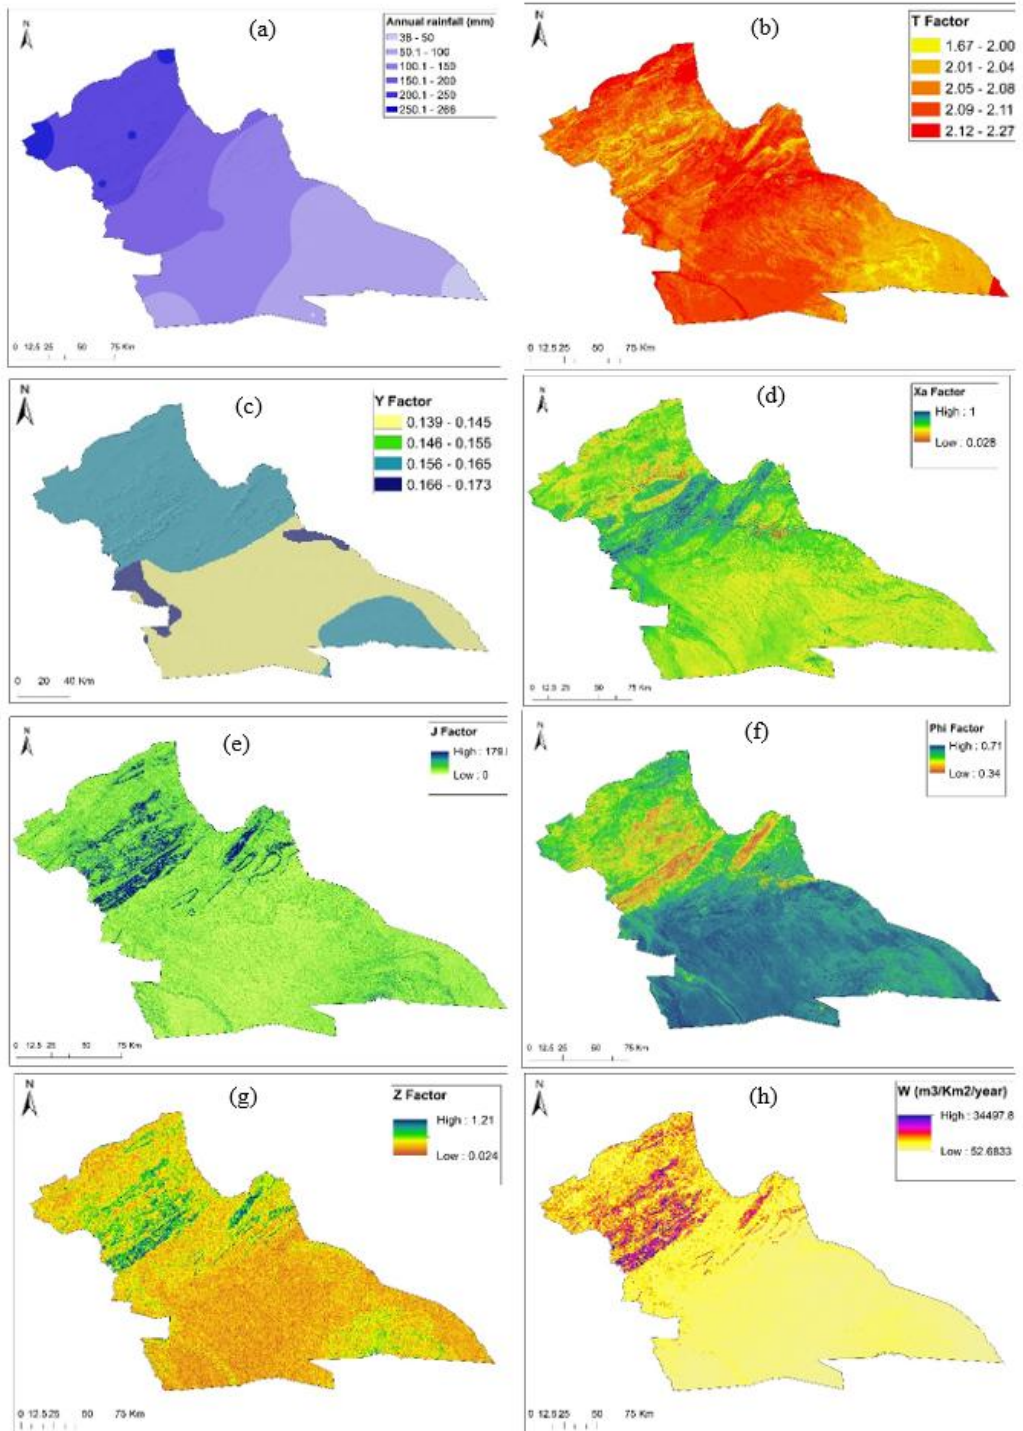 N
(a)
Annual rainfall (mm)
38 - 50
50.1 - 100
100.1 - 150
150.1 - 200
200.1 - 250
250.1 - 266
0 12.5 25 50 75 Km
N
(b)
T Factor
1.67 - 2.00
2.01 - 2.04
2.05 - 2.08
2.09 - 2.11
2.12 - 2.27
0 12.5 25 50 75 Km
N
(c)
Y Factor
0.139 - 0.145
0.146 - 0.155
0.156 - 0.165
0.166 - 0.173
0 20 40 Km
N
(d)
Xa Factor
High : 1
Low : 0.028
0 12.5 25 50 75 Km
N
(e)
J Factor
High : 179.
Low : 0
0 12.5 25 50 75 Km
N
(f)
Phi Factor
High : 0.71
Low : 0.34
0 12.5 25 50 75 Km
N
(g)
Z Factor
High : 1.21
Low : 0.024
0 12.5 25 50 75 Km
N
(h)
W (m3/Km2/year)
High : 34497.8
Low : 52.6833
0 12.5 25 50 75 Km